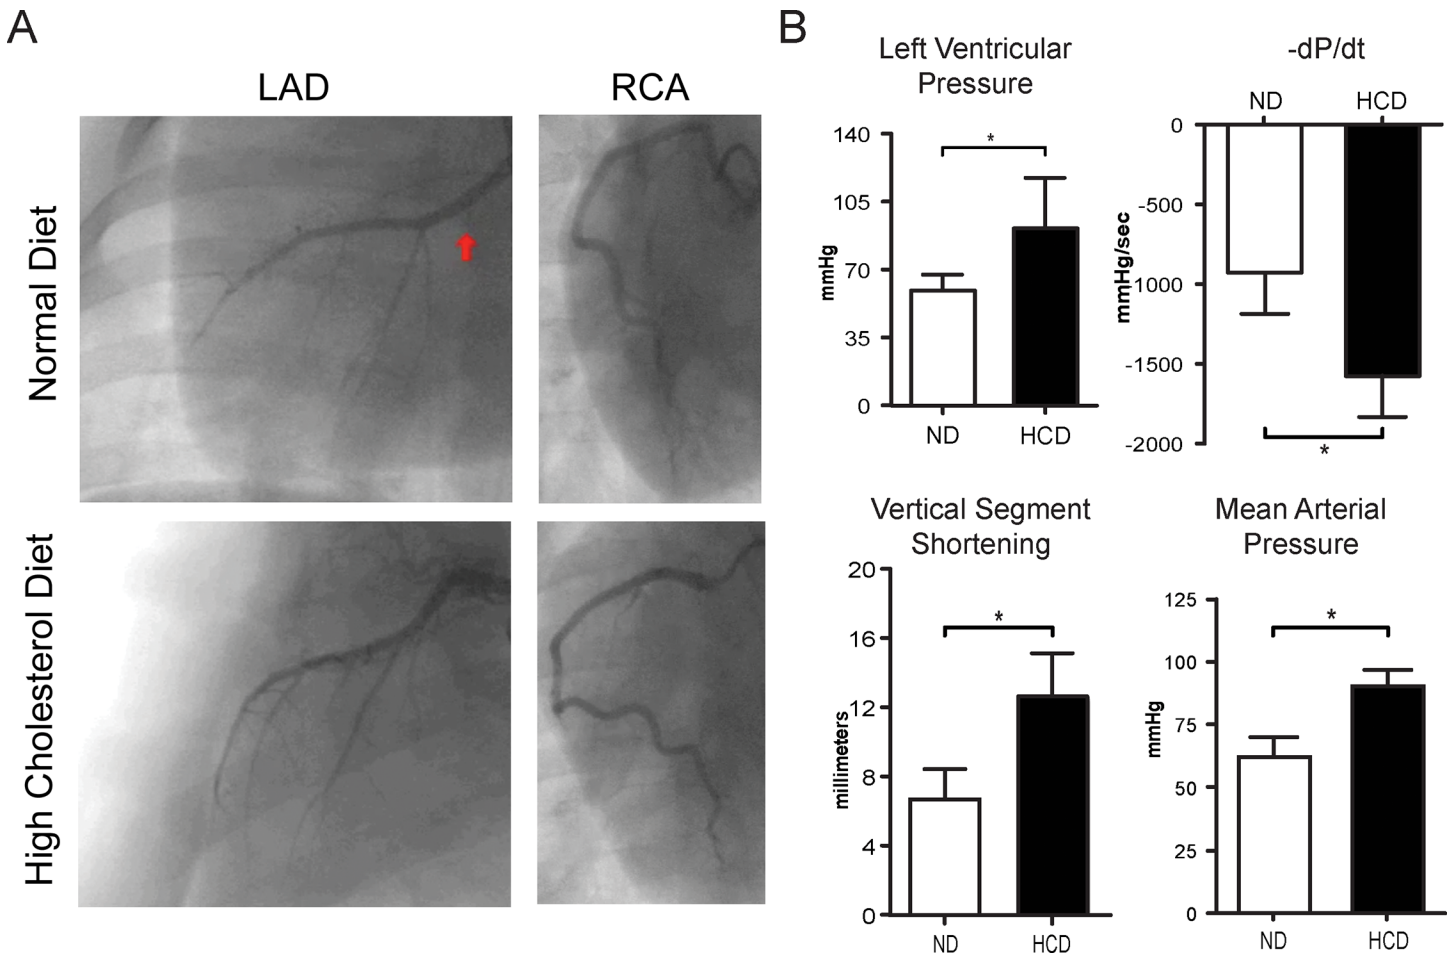 A
LAD
RCA
Normal Diet
High Cholesterol Diet
B
Left Ventricular
Pressure
mmHg
140
105
70
35
0
*
ND
HCD
-dP/dt
ND
HCD
mmHg/sec
0
-500
-1000
-1500
-2000
*
Vertical Segment
Shortening
millimeters
20
16
12
8
4
0
*
ND
HCD
Mean Arterial
Pressure
mmHg
125
100
75
50
25
0
*
ND
HCD